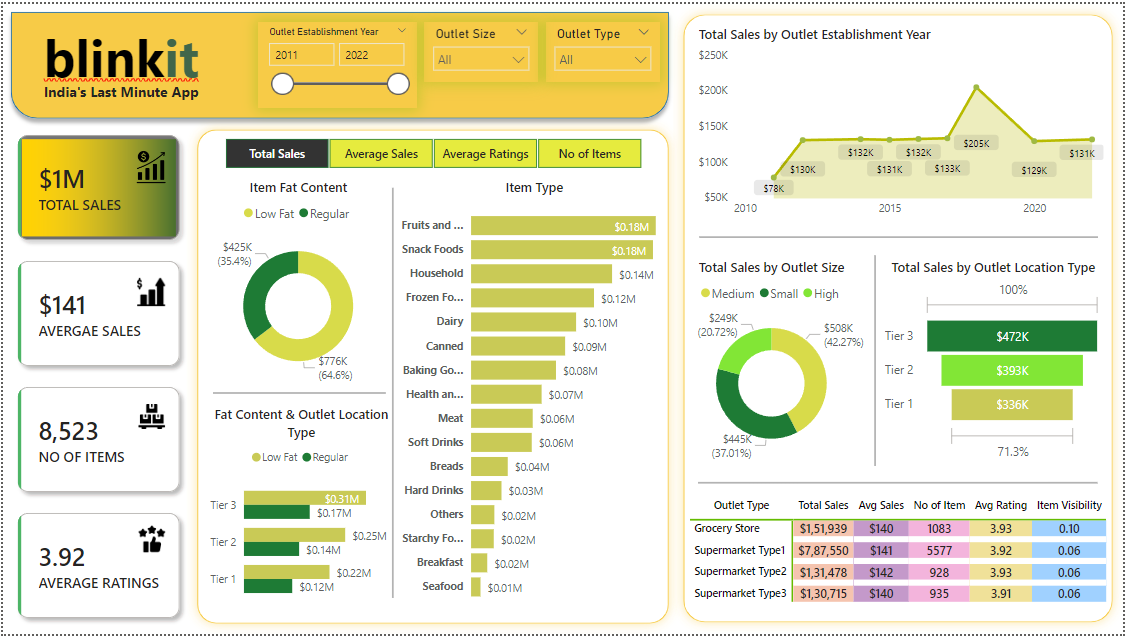 blinkit
India's Last Minute App
Outlet Establishment Year
2011
2022
Outlet Size
All
Outlet Type
All
$1M
TOTAL SALES
$141
AVERGAE SALES
8,523
NO OF ITEMS
3.92
AVERAGE RATINGS
Total Sales
Average Sales
Average Ratings
No of Items
Item Fat Content
Low Fat
Regular
$425K
(35.4%)
$776K
(64.6%)
Fat Content & Outlet Location
Type
Low Fat
Regular
Tier 3
$0.31M
$0.17M
Tier 2
$0.25M
$0.14M
Tier 1
$0.22M
$0.12M
Item Type
Fruits and ... $0.18M
Snack Foods $0.18M
Household $0.14M
Frozen Fo... $0.12M
Dairy $0.10M
Canned $0.09M
Baking Go... $0.08M
Health an... $0.07M
Meat $0.06M
Soft Drinks $0.06M
Breads $0.04M
Hard Drinks $0.03M
Others $0.02M
Starchy Fo... $0.02M
Breakfast $0.02M
Seafood $0.01M
Total Sales by Outlet Establishment Year
$250K
$200K
$150K
$100K
$50K
$78K
$130K
$132K
$131K
$132K
$133K
$205K
$129K
$131K
2010
2015
2020
Total Sales by Outlet Size
Medium
Small
High
$249K
(20.72%)
$508K
(42.27%)
$445K
(37.01%)
Total Sales by Outlet Location Type
100%
Tier 3 $472K
Tier 2 $393K
Tier 1 $336K
71.3%
Outlet Type Total Sales Avg Sales No of Item Avg Rating Item Visibility
Grocery Store $1,51,939 $140 1083 3.93 0.10
Supermarket Type1 $7,87,550 $141 5577 3.92 0.06
Supermarket Type2 $1,31,478 $142 928 3.93 0.06
Supermarket Type3 $1,30,715 $140 935 3.91 0.06